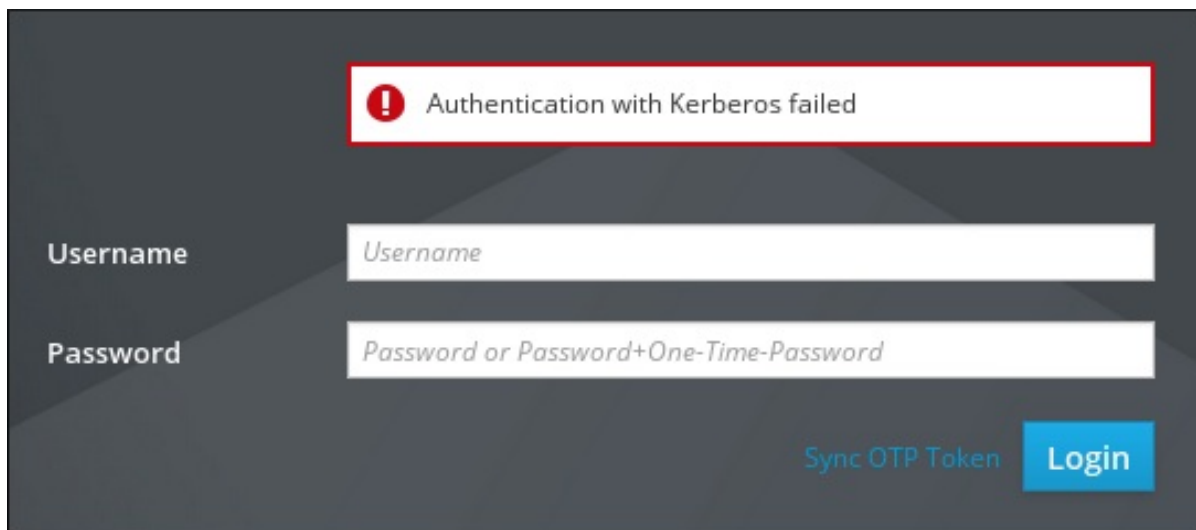 Authentication with Kerberos failed
Username
Username
Password
Password or Password+One-Time-Password
Sync OTP Token
Login